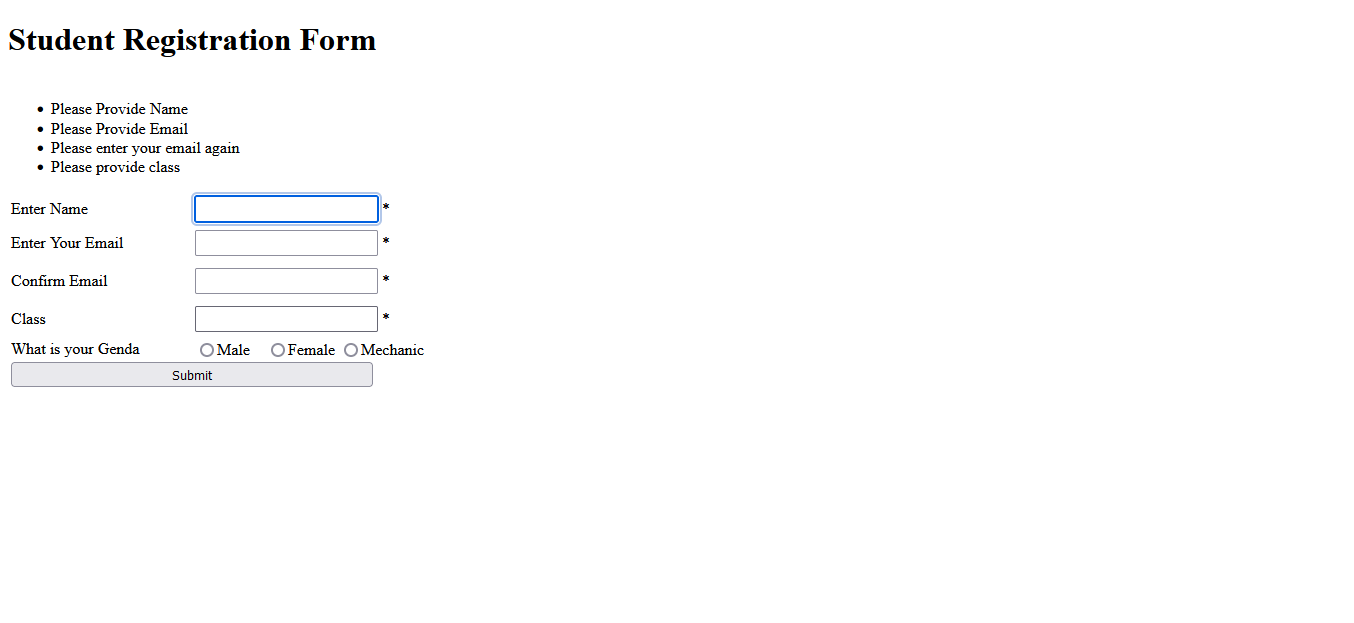 Student Registration Form
• Please Provide Name
• Please Provide Email
• Please enter your email again
• Please provide class
Enter Name *
Enter Your Email *
Confirm Email *
Class *
What is your Genda Male Female Mechanic
Submit